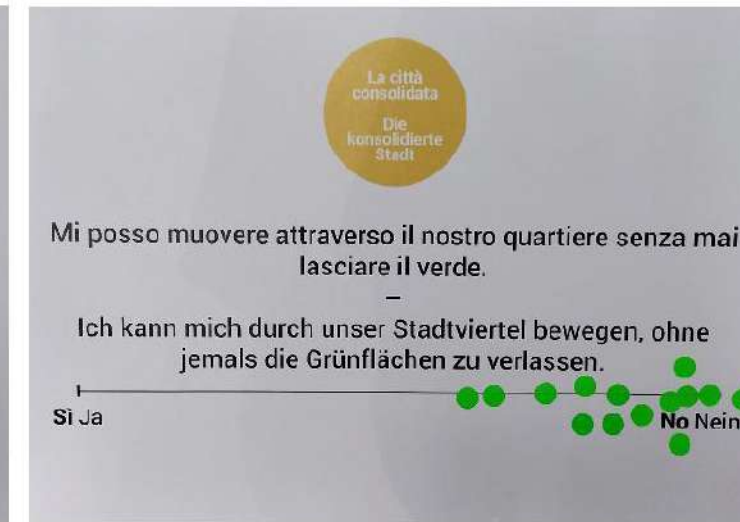 La città
consolidata
Die
konsolidierte
Stadt
Mi posso muovere attraverso il nostro quartiere senza mai
lasciare il verde.
–
Ich kann mich durch unser Stadtviertel bewegen, ohne
jemals die Grünflächen zu verlassen.
Sì Ja No Nein